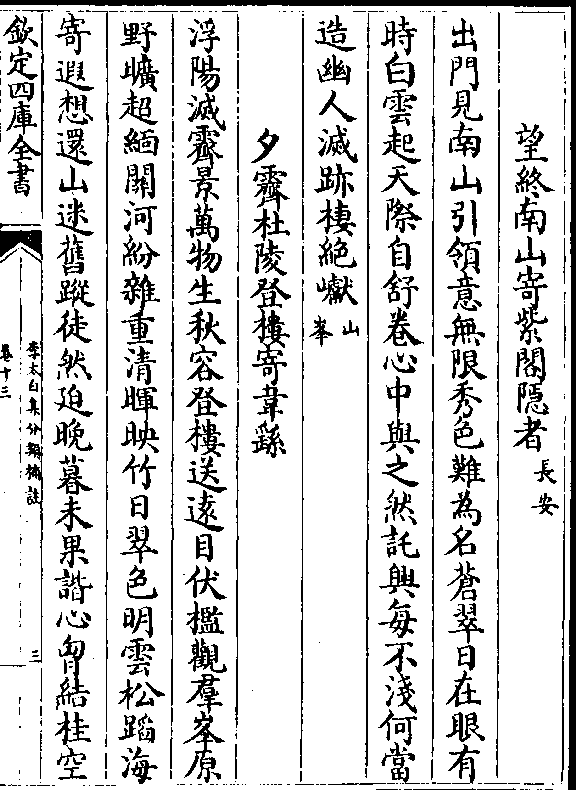 望終南山寄紫閣隠者長安
出門見南山引領意無限秀色難為名蒼翠日在眼有
時白雲起天際自舒卷心中與之然託興每不淺何當
造幽人滅跡棲絶巘山峯
夕霽杜陵登樓寄韋繇
浮陽滅霽景萬物生秋容登樓送逺目伏檻觀羣峯原
野曠超緬關河紛雜重清暉映竹日翠色明雲松蹈海
寄遐想還山迷舊蹤徒然迫晚暮未果諧心胷結桂空
欽定四庫全書
李太白集分類補註
卷十三
三